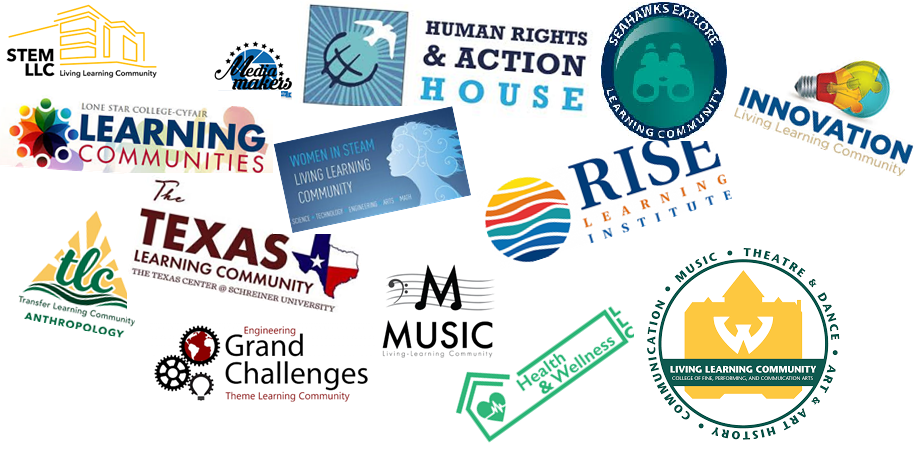 STEM
LLC Living Learning Community
Media
makers
HUMAN RIGHTS
& ACTION
HOUSE
SEAHAWKS EXPLORE
LEARNING COMMUNITY
INNOVATION
Living Learning Community
LONE STAR COLLEGE-CYFAIR
LEARNING
COMMUNITIES
WOMEN IN STEAM
LIVING LEARNING
COMMUNITY
SCIENCE · TECHNOLOGY · ENGINEERING · ARTS · MATH
RISE
LEARNING
INSTITUTE
The
TEXAS
LEARNING COMMUNITY
THE TEXAS CENTER @ SCHREINER UNIVERSITY
tlc
Transfer Learning Community
ANTHROPOLOGY
M
MUSIC
Living-Learning Community
Engineering
Grand
Challenges
Theme Learning Community
Health
& Wellness
LLC
COMMUNICATION • MUSIC • THEATRE & DANCE • ART & ART HISTORY •
W
LIVING LEARNING COMMUNITY
COLLEGE OF FINE, PERFORMING, AND COMMUICATION ARTS